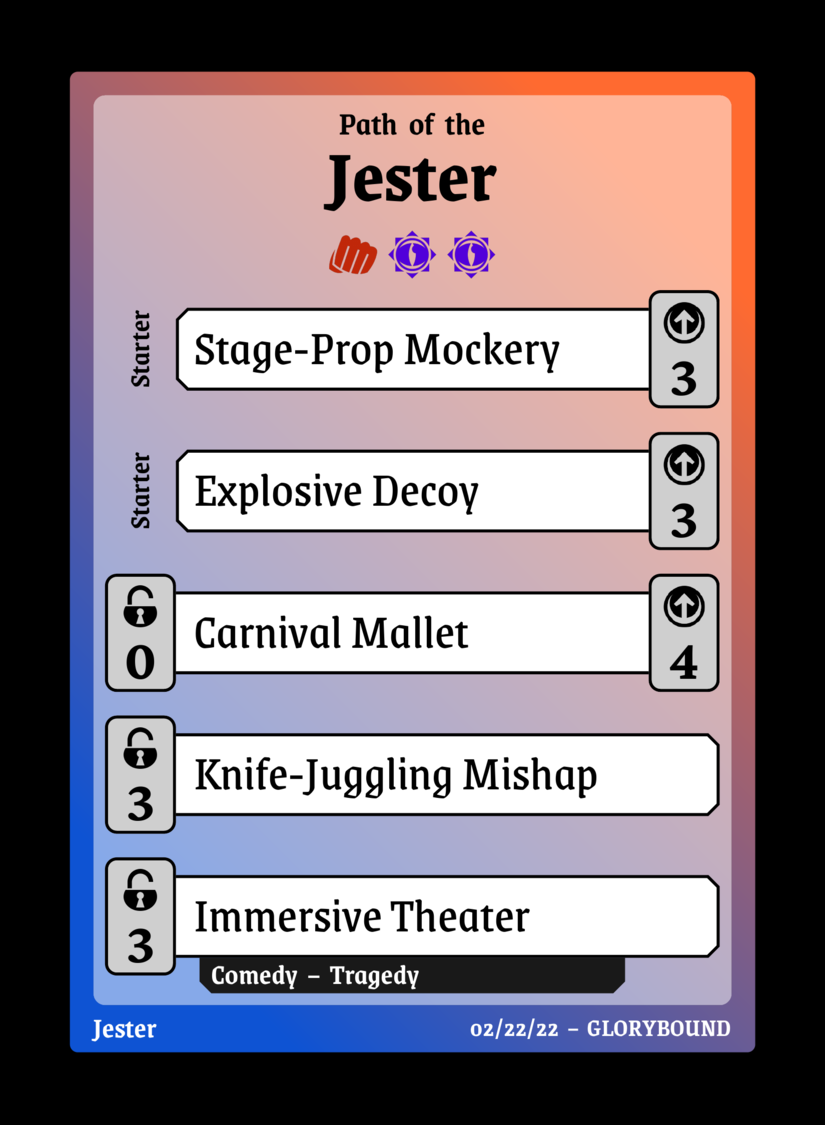 Path of the
Jester
Starter
Stage-Prop Mockery
3
Starter
Explosive Decoy
3
0
Carnival Mallet
4
3
Knife-Juggling Mishap
3
Immersive Theater
Comedy – Tragedy
Jester
02/22/22 – GLORYBOUND